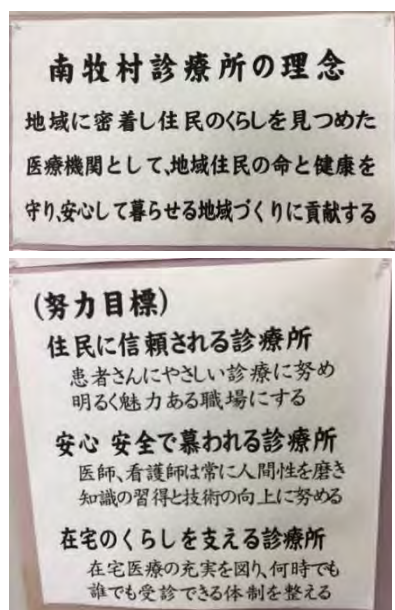 南牧村診療所の理念
地域に密着し住民のくらしを見つめた
医療機関として、地域住民の命と健康を
守り、安心して暮らせる地域づくりに貢献する
(努力目標)
住民に信頼される診療所
患者さんにやさしい診療に努め
明るく魅力ある職場にする
安心 安全で慕われる診療所
医師、看護師は常に人間性を磨き
知識の習得と技術の向上に努める
在宅のくらしを支える診療所
在宅医療の充実を図り、何時でも
誰でも受診できる体制を整える